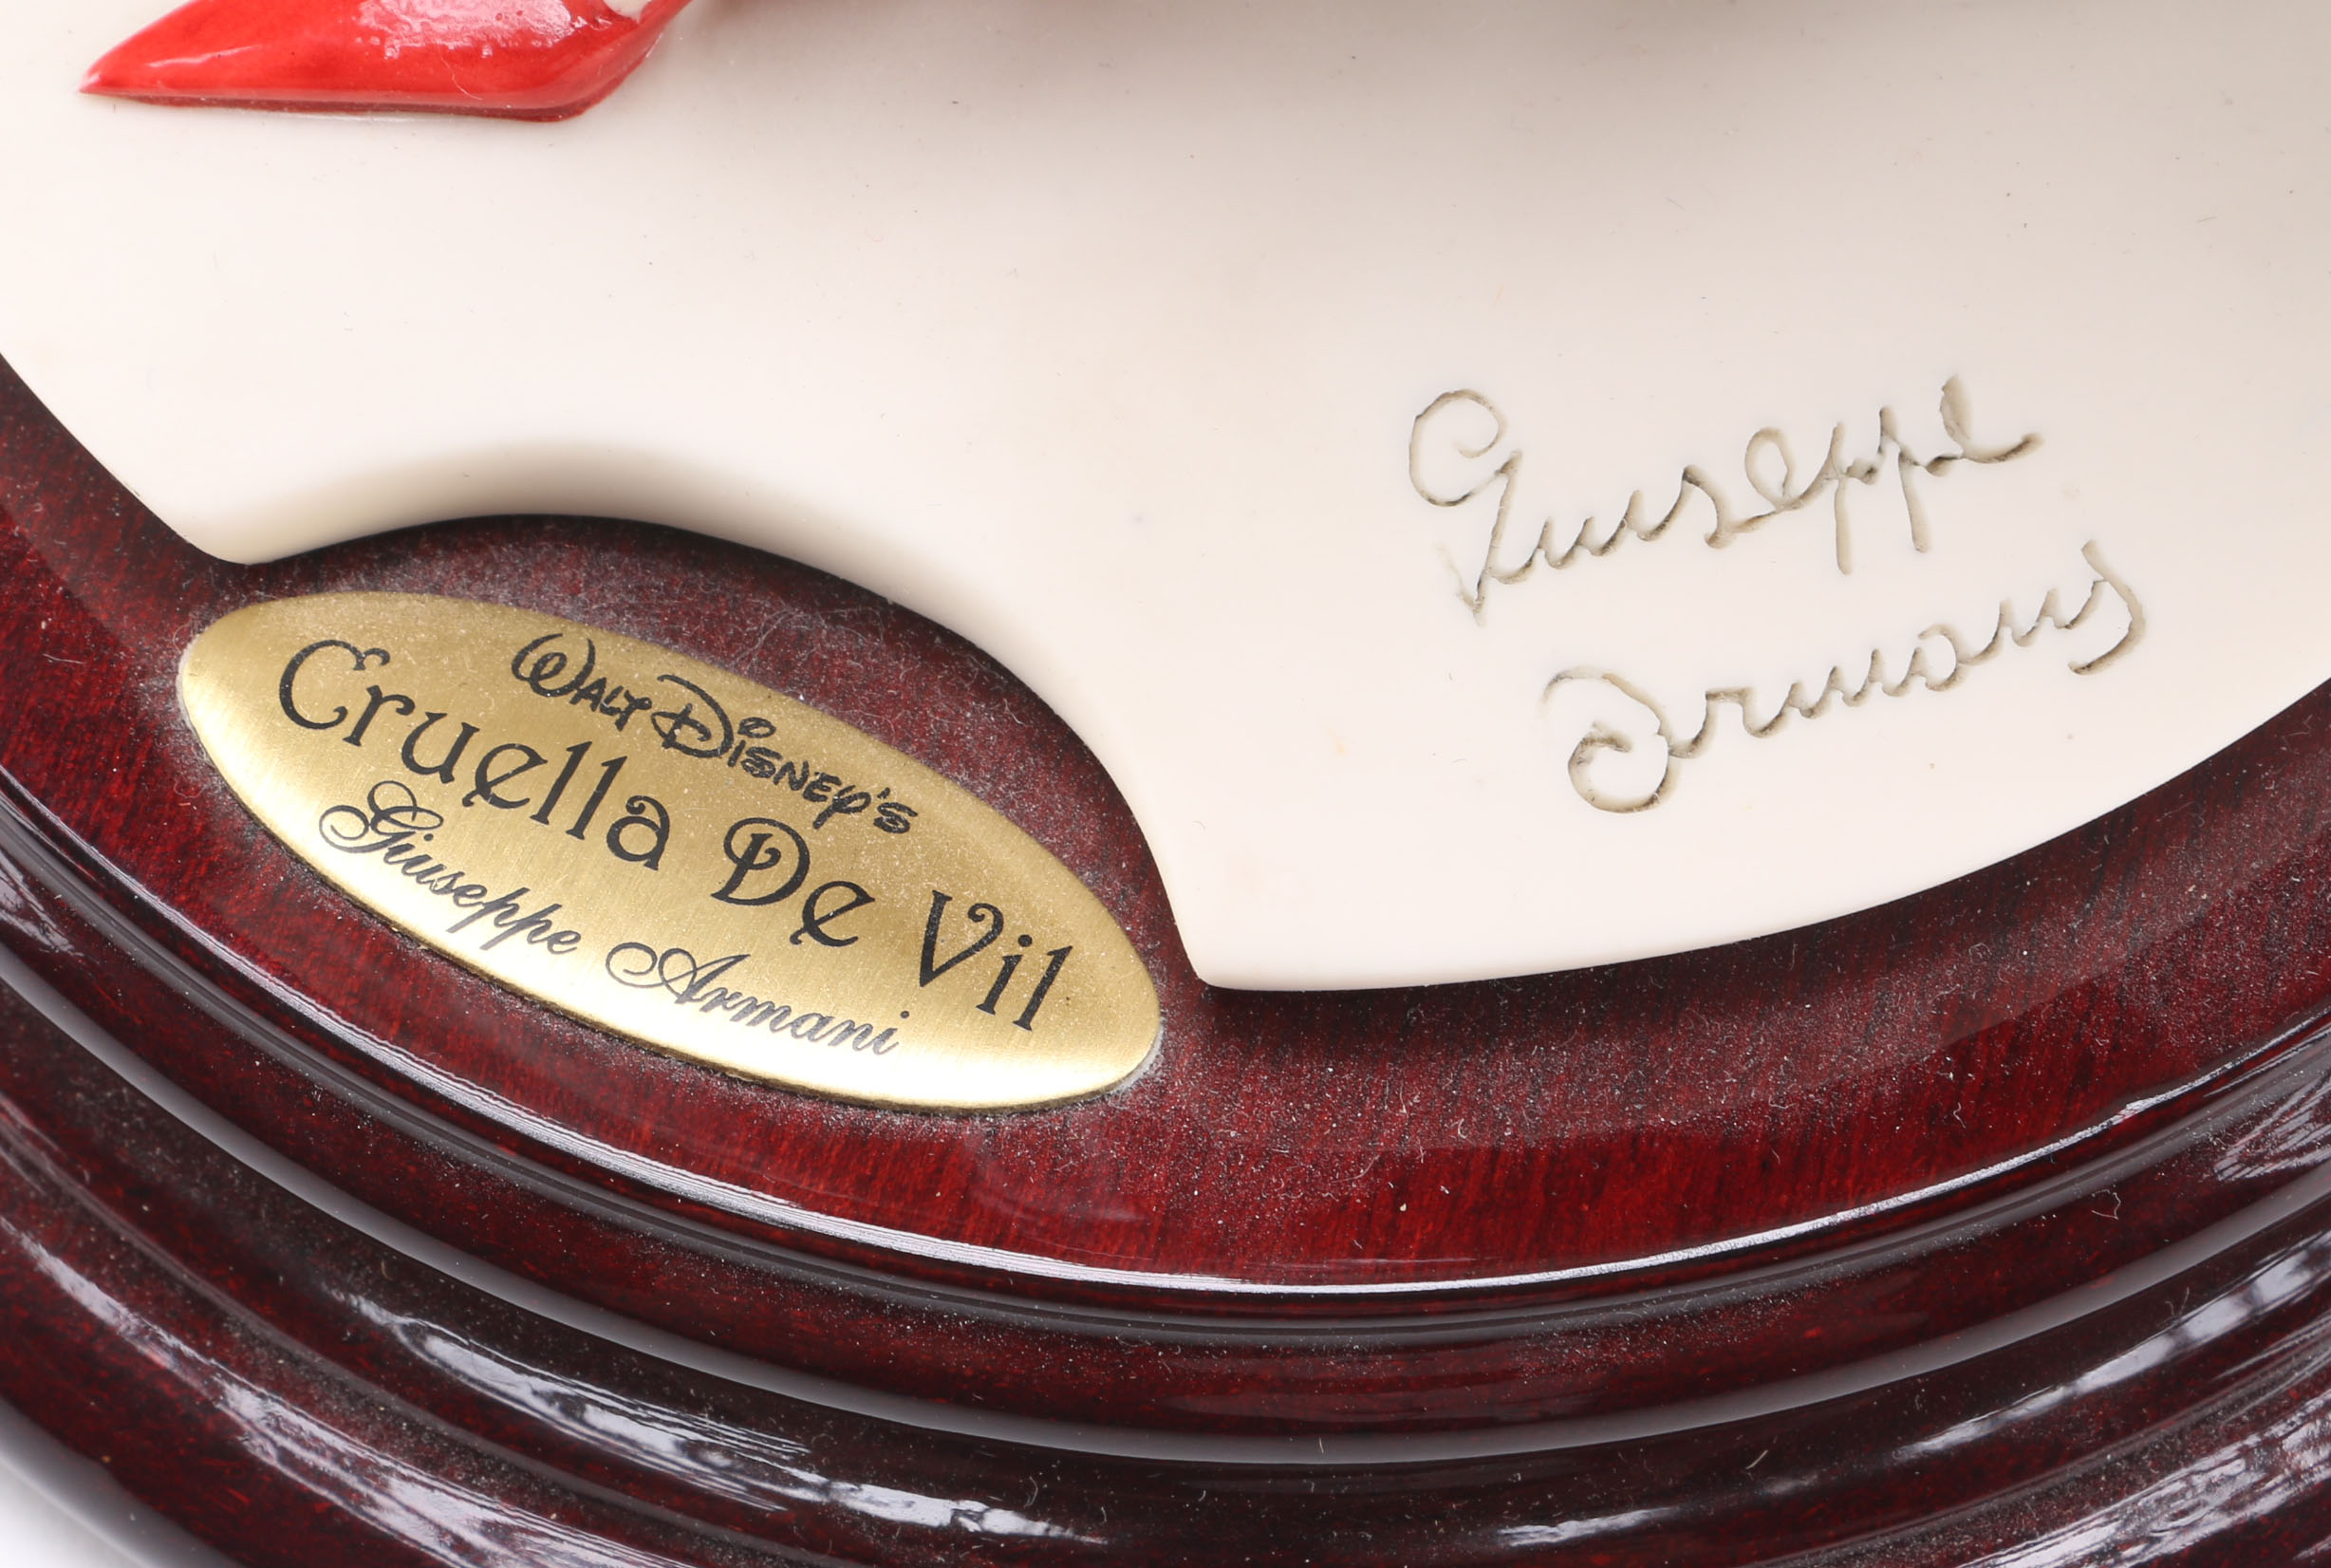 Walt Disney's
Cruella De Vil
Giuseppe Armani
Giuseppe
Armani